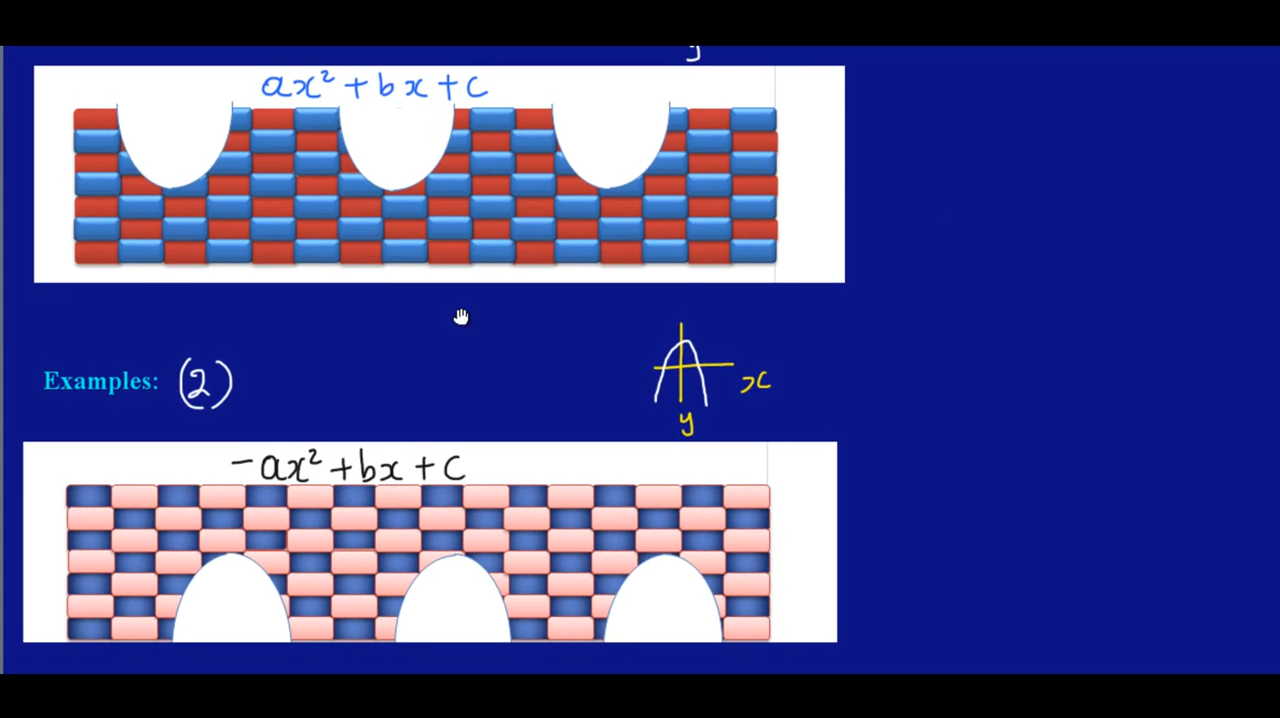 y
ax² + bx + c
Examples: (2)
x
y
-ax² + bx + c